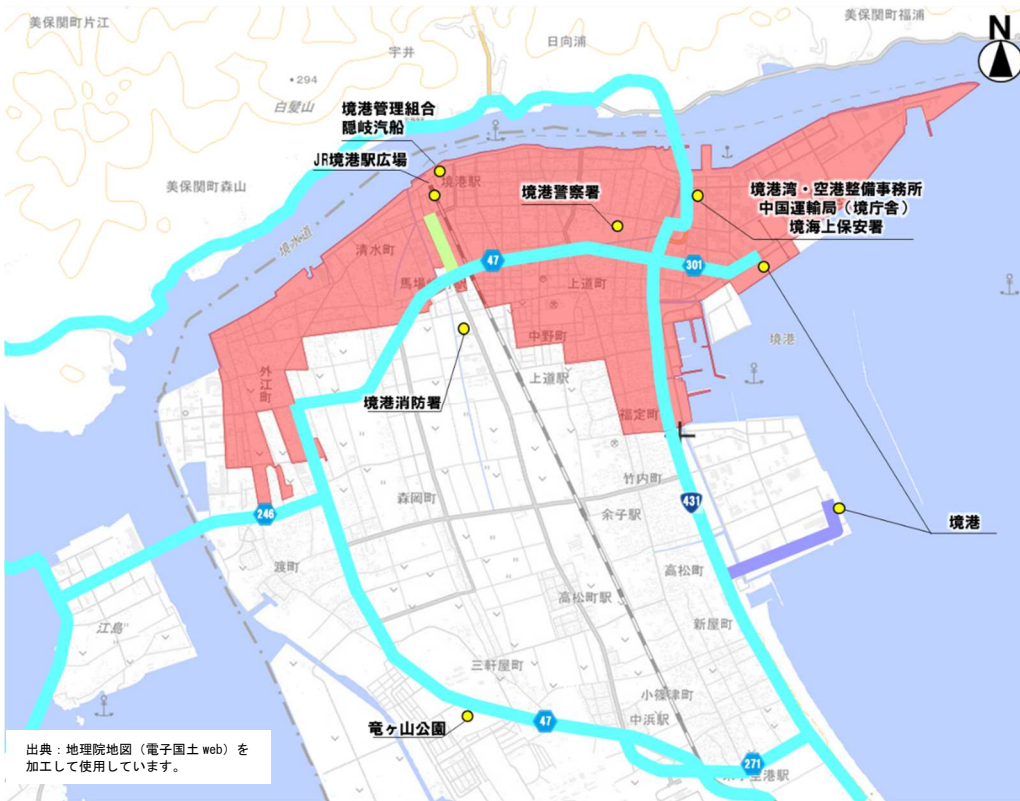 美保関町片江
美保関町福浦
日向浦
宇井
N
・294
白髪山
境港管理組合
隠岐汽船
JR境港駅広場
境港駅
美保関町森山
境港警察署
境港湾・空港整備事務所
中国運輸局（境庁舎）
境海上保安署
境水道
清水町
47
301
馬場崎
上道町
境港
中野町
上道駅
外江町
境港消防署
福定町
竹内町
森岡町
431
余子駅
246
境港
渡町
高松町
高松町駅
江島
新屋町
三軒屋町
小篠津町
中浜駅
竜ヶ山公園
47
271
出典：地理院地図（電子国土 web）を
加工して使用しています。